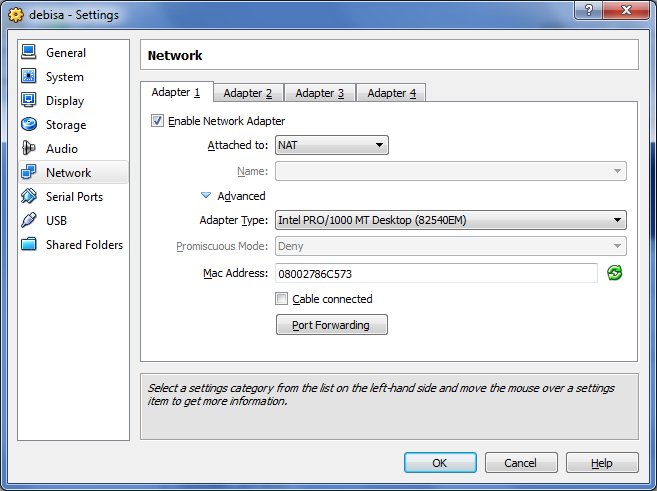 debisa - Settings
General
System
Display
Storage
Audio
Network
Serial Ports
USB
Shared Folders
Network
Adapter 1
Adapter 2
Adapter 3
Adapter 4
Enable Network Adapter
Attached to: NAT
Name:
Advanced
Adapter Type: Intel PRO/1000 MT Desktop (82540EM)
Promiscuous Mode: Deny
Mac Address: 08002786C573
Cable connected
Port Forwarding
Select a settings category from the list on the left-hand side and move the mouse over a settings
item to get more information.
OK
Cancel
Help